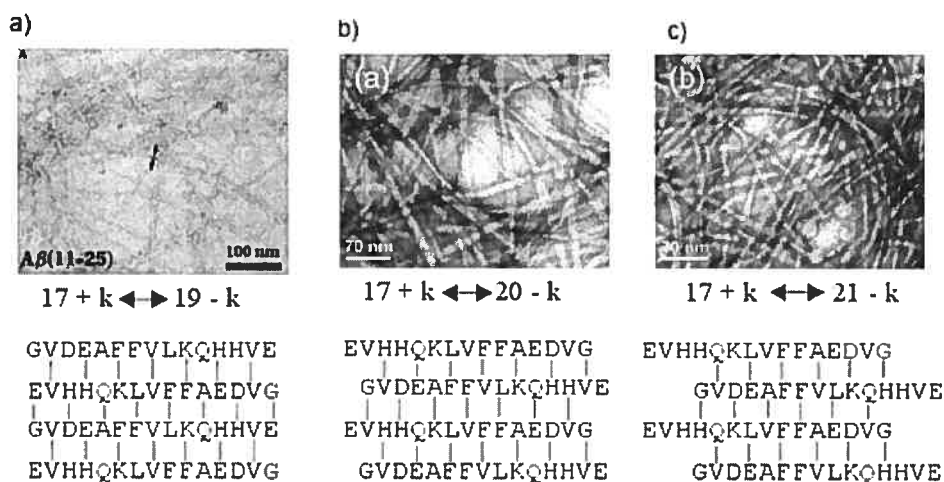 a)
b)
c)
A
(a)
(b)
Aβ(11-25)
100 nm
70 nm
17 + k ↔ 19 - k
17 + k ↔ 20 - k
17 + k ↔ 21 - k
GVDEAFFVLKQHHVE
EVHHQKLVFFAEDVG
GVDEAFFVLKQHHVE
EVHHQKLVFFAEDVG
EVHHQKLVFFAEDVG
GVDEAFFVLKQHHVE
EVHHQKLVFFAEDVG
GVDEAFFVLKQHHVE
EVHHQKLVFFAEDVG
GVDEAFFVLKQHHVE
EVHHQKLVFFAEDVG
GVDEAFFVLKQHHVE